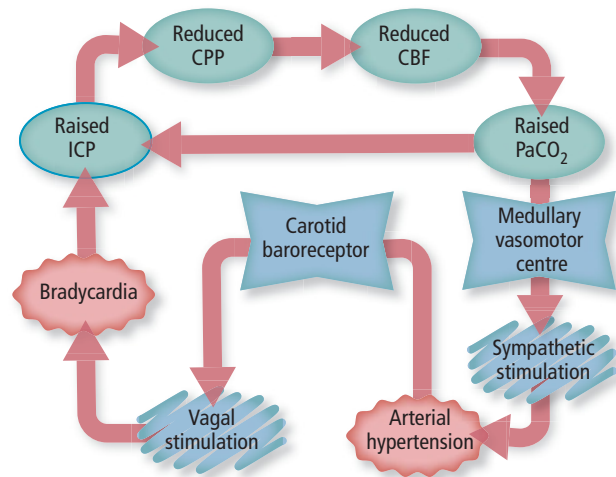 Reduced
CPP
Reduced
CBF
Raised
ICP
Raised
PaCO₂
Carotid
baroreceptor
Medullary
vasomotor
centre
Bradycardia
Sympathetic
stimulation
Vagal
stimulation
Arterial
hypertension